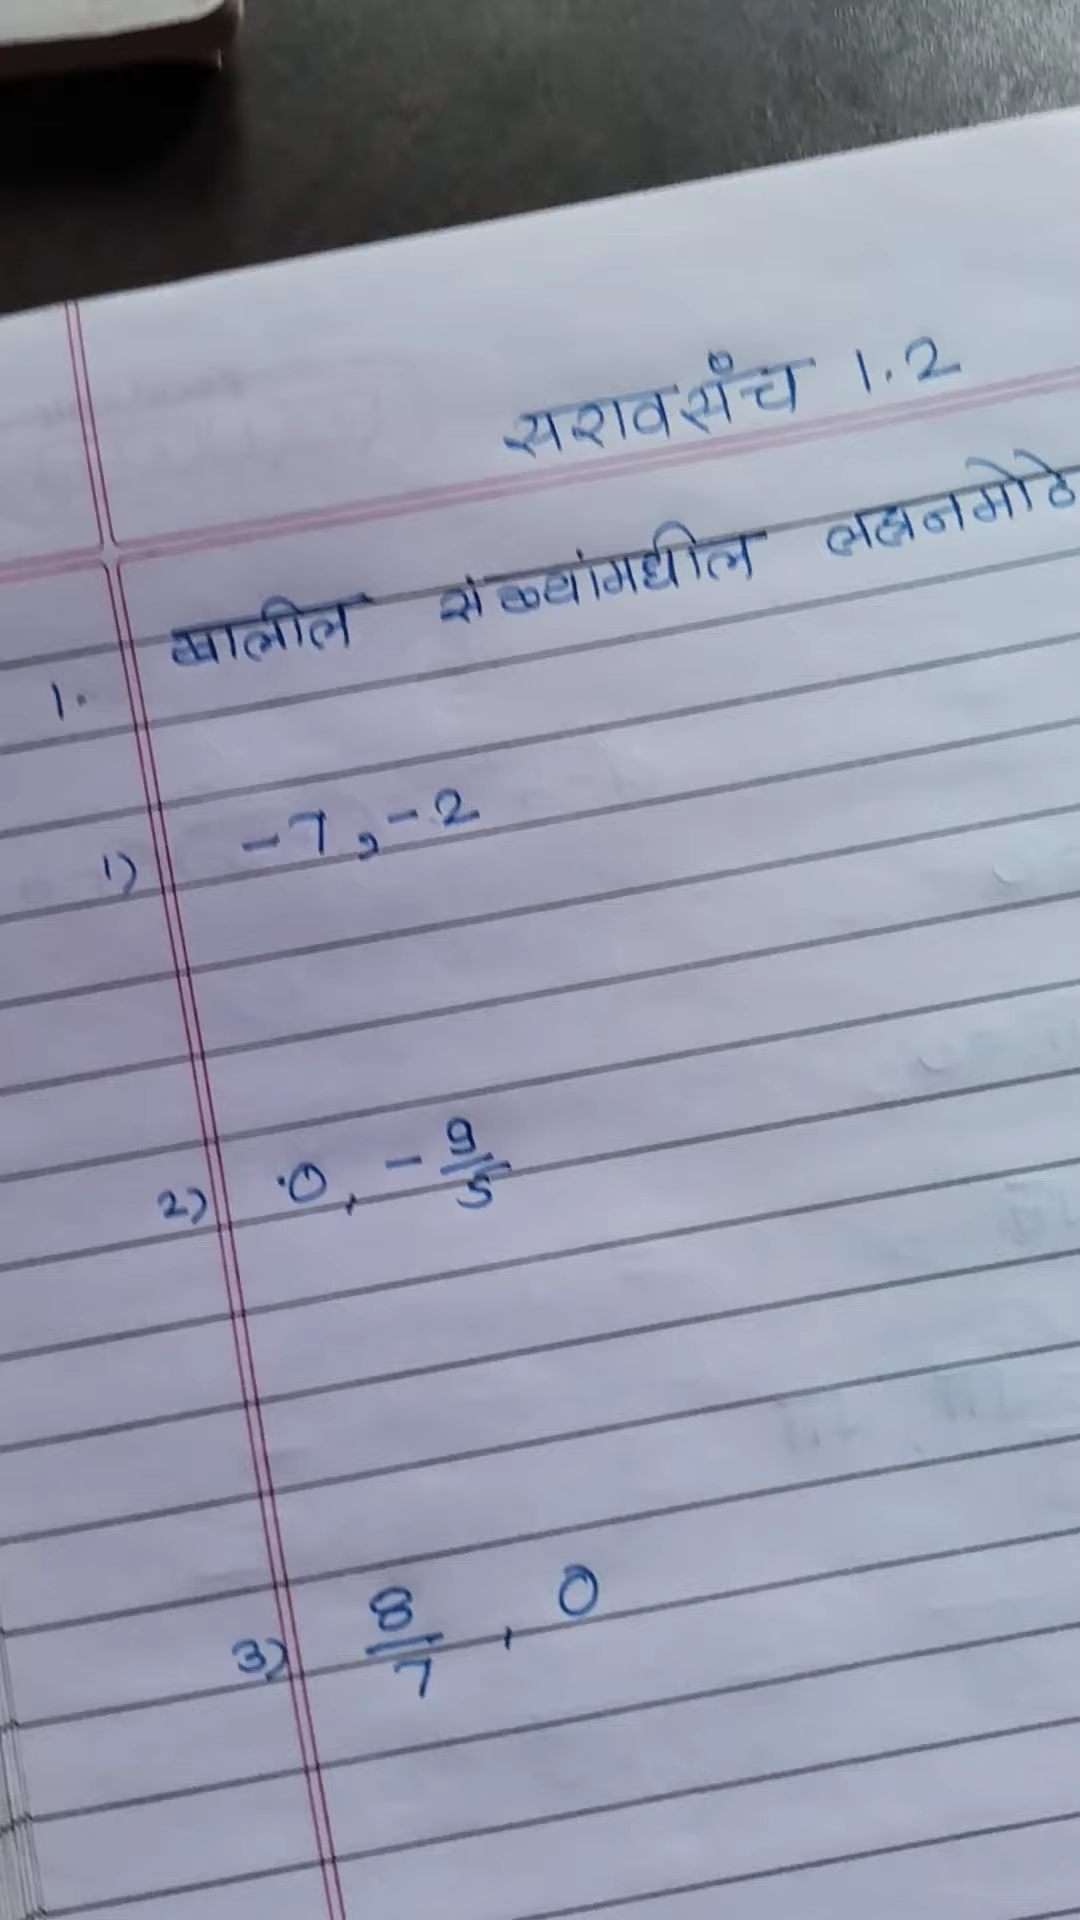 सरावसंच 1.2
1. खालील संख्यांमधील लहानमोठे
1) -7, -2
2) 0, - 9/5
3) 8/7 , 0